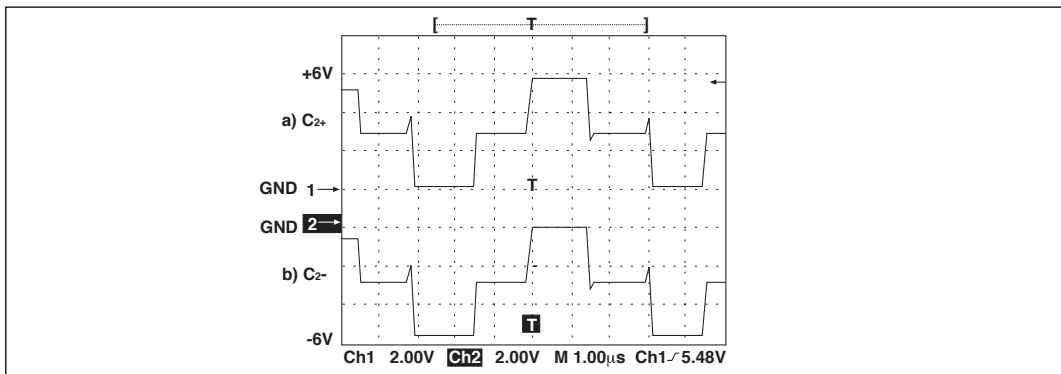 [ T ]
+6V
a) C2+
T
GND 1
GND 2
b) C2-
T
-6V
Ch1 2.00V Ch2 2.00V M 1.00µs Ch1 5.48V